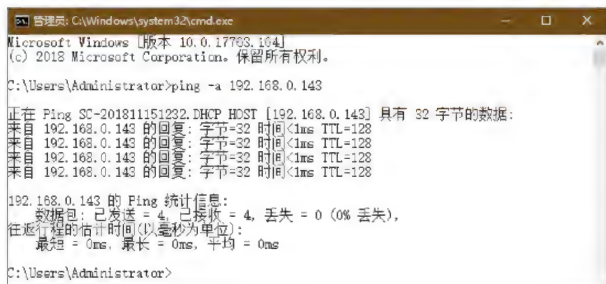 管理员: C:\Windows\system32\cmd.exe
Microsoft Windows [版本 10.0.17763.164]
(c) 2018 Microsoft Corporation。保留所有权利。
C:\Users\Administrator>ping -a 192.168.0.143
正在 Ping SC-201811151232.DHCP HOST [192.168.0.143] 具有 32 字节的数据:
来自 192.168.0.143 的回复: 字节=32 时间<1ms TTL=128
来自 192.168.0.143 的回复: 字节=32 时间<1ms TTL=128
来自 192.168.0.143 的回复: 字节=32 时间<1ms TTL=128
来自 192.168.0.143 的回复: 字节=32 时间<1ms TTL=128
192.168.0.143 的 Ping 统计信息:
数据包: 已发送 = 4，已接收 = 4，丢失 = 0 (0% 丢失)，
往返行程的估计时间(以毫秒为单位):
最短 = 0ms，最长 = 0ms，平均 = 0ms
C:\Users\Administrator>